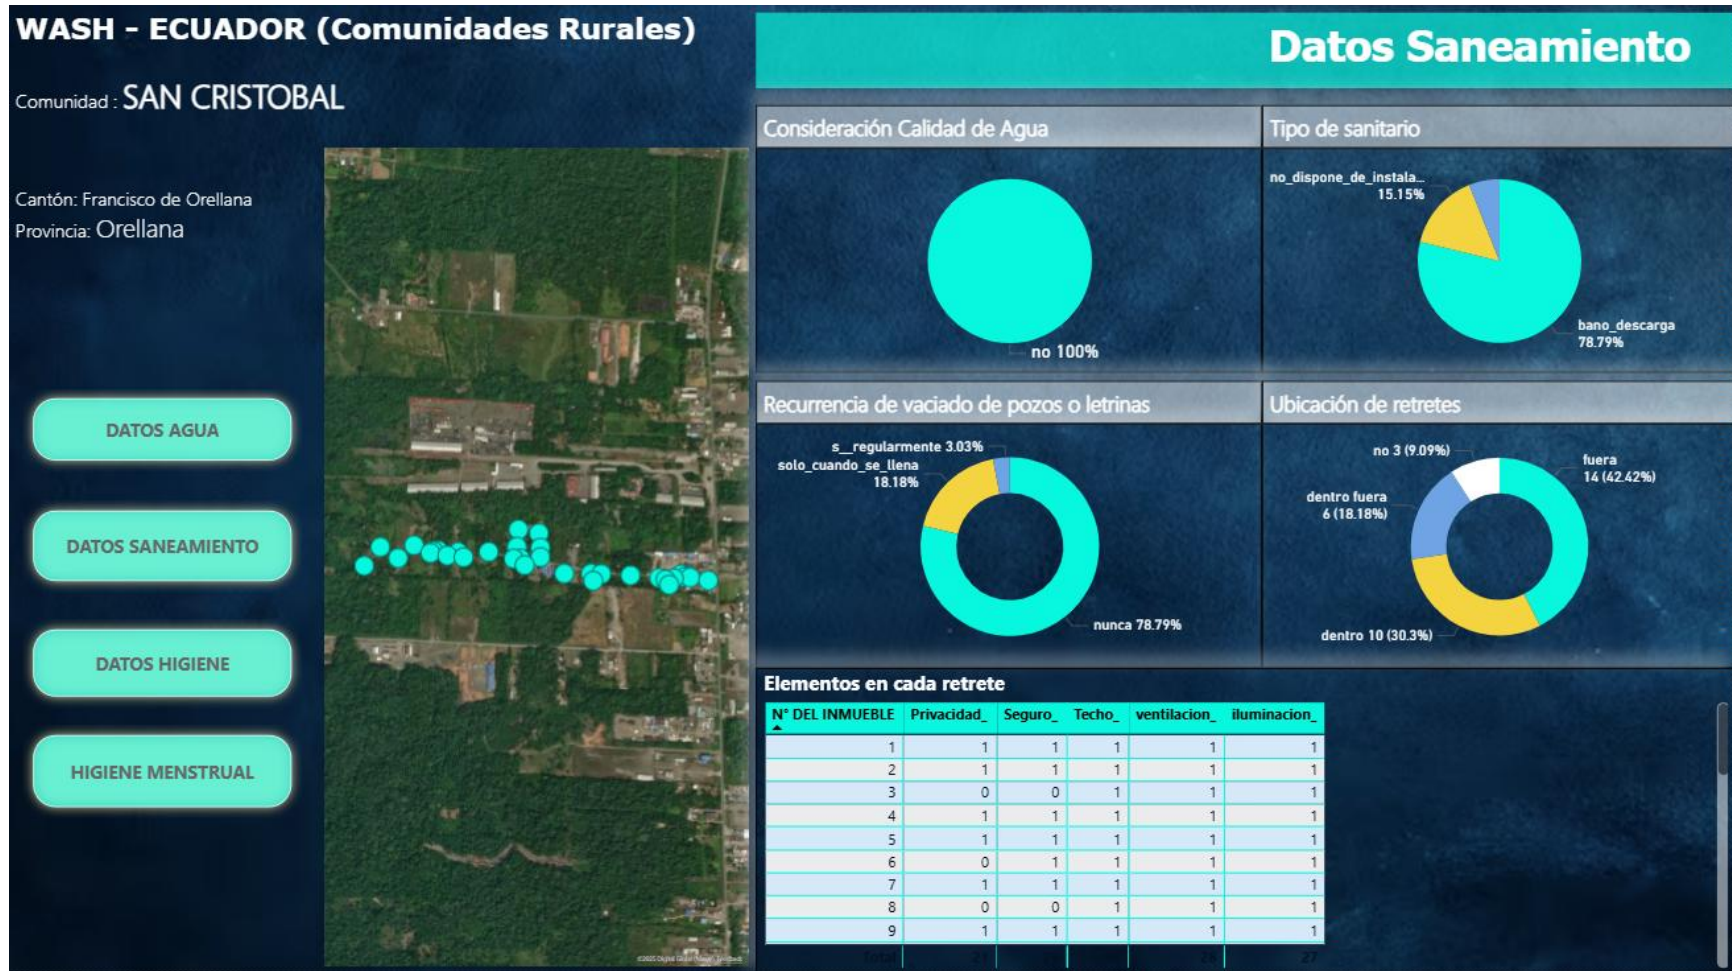 WASH - ECUADOR (Comunidades Rurales)
Comunidad : SAN CRISTOBAL
Cantón: Francisco de Orellana
Provincia: Orellana
DATOS AGUA
DATOS SANEAMIENTO
DATOS HIGIENE
HIGIENE MENSTRUAL
Datos Saneamiento
Consideración Calidad de Agua
no 100%
Tipo de sanitario
no_dispone_de_instala...
15.15%
bano_descarga
78.79%
Recurrencia de vaciado de pozos o letrinas
s__regularmente 3.03%
solo_cuando_se_llena
18.18%
nunca 78.79%
Ubicación de retretes
no 3 (9.09%)
fuera
14 (42.42%)
dentro fuera
6 (18.18%)
dentro 10 (30.3%)
Elementos en cada retrete
N° DEL INMUEBLE Privacidad_ Seguro_ Techo_ ventilacion_ iluminacion_
1 1 1 1 1 1
2 1 1 1 1 1
3 0 0 1 1 1
4 1 1 1 1 1
5 1 1 1 1 1
6 0 1 1 1 1
7 1 1 1 1 1
8 0 0 1 1 1
9 1 1 1 1 1
Total 21 26 27